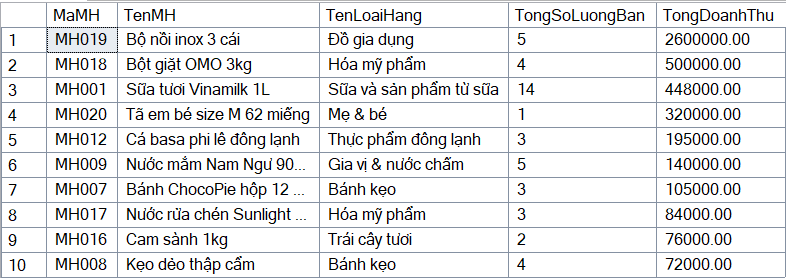 MaMH TenMH TenLoaiHang TongSoLuongBan TongDoanhThu
1 MH019 Bộ nồi inox 3 cái Đồ gia dụng 5 2600000.00
2 MH018 Bột giặt OMO 3kg Hóa mỹ phẩm 4 500000.00
3 MH001 Sữa tươi Vinamilk 1L Sữa và sản phẩm từ sữa 14 448000.00
4 MH020 Tã em bé size M 62 miếng Mẹ & bé 1 320000.00
5 MH012 Cá basa phi lê đông lạnh Thực phẩm đông lạnh 3 195000.00
6 MH009 Nước mắm Nam Ngư 90... Gia vị & nước chấm 5 140000.00
7 MH007 Bánh ChocoPie hộp 12 ... Bánh kẹo 3 105000.00
8 MH017 Nước rửa chén Sunlight ... Hóa mỹ phẩm 3 84000.00
9 MH016 Cam sành 1kg Trái cây tươi 2 76000.00
10 MH008 Kẹo dẻo thập cẩm Bánh kẹo 4 72000.00